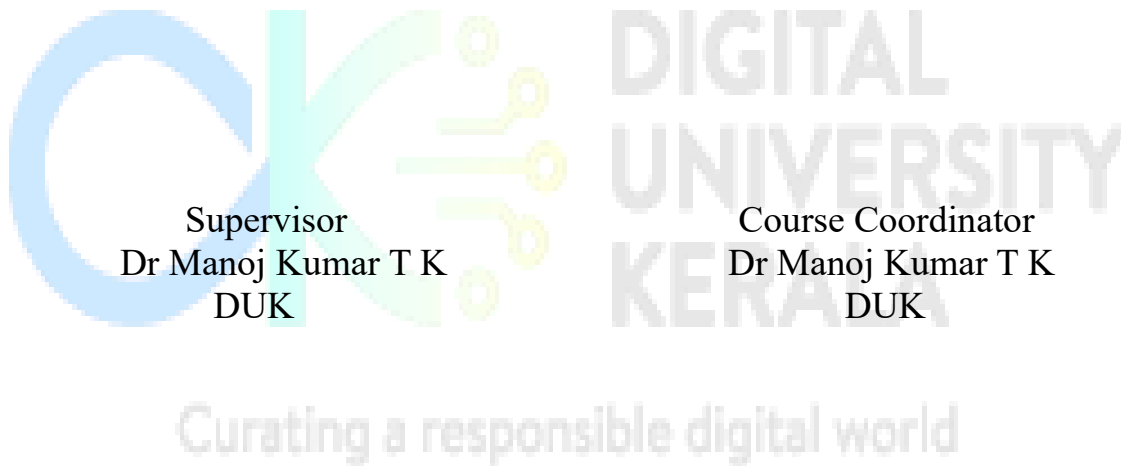 DIGITAL
UNIVERSITY
KERALA
Supervisor
Dr Manoj Kumar T K
DUK
Course Coordinator
Dr Manoj Kumar T K
DUK
Curating a responsible digital world